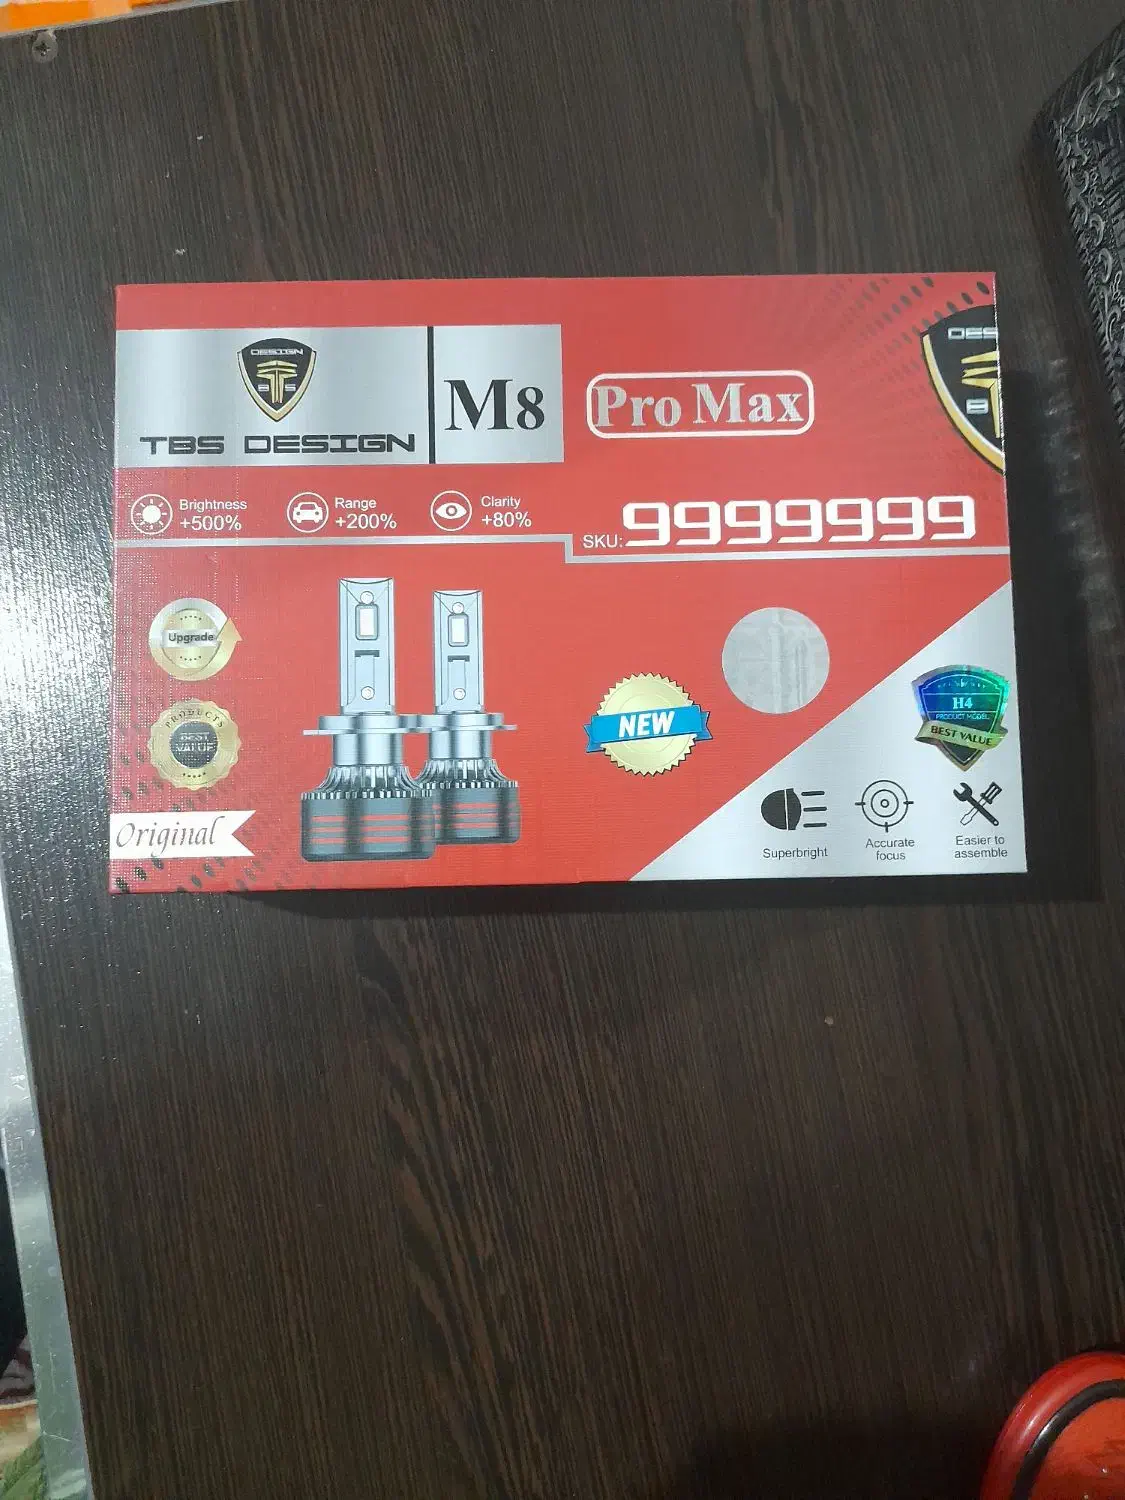 DESIGN
B S
TBS DESIGN
M8
Pro Max
DES
B
Brightness
+500%
Range
+200%
Clarity
+80%
SKU:9999999
Upgrade
PRODUCTS
BEST
VALUE
Original
NEW
H4
PRODUCT MODEL
BEST VALUE
Superbright
Accurate
focus
Easier to
assemble